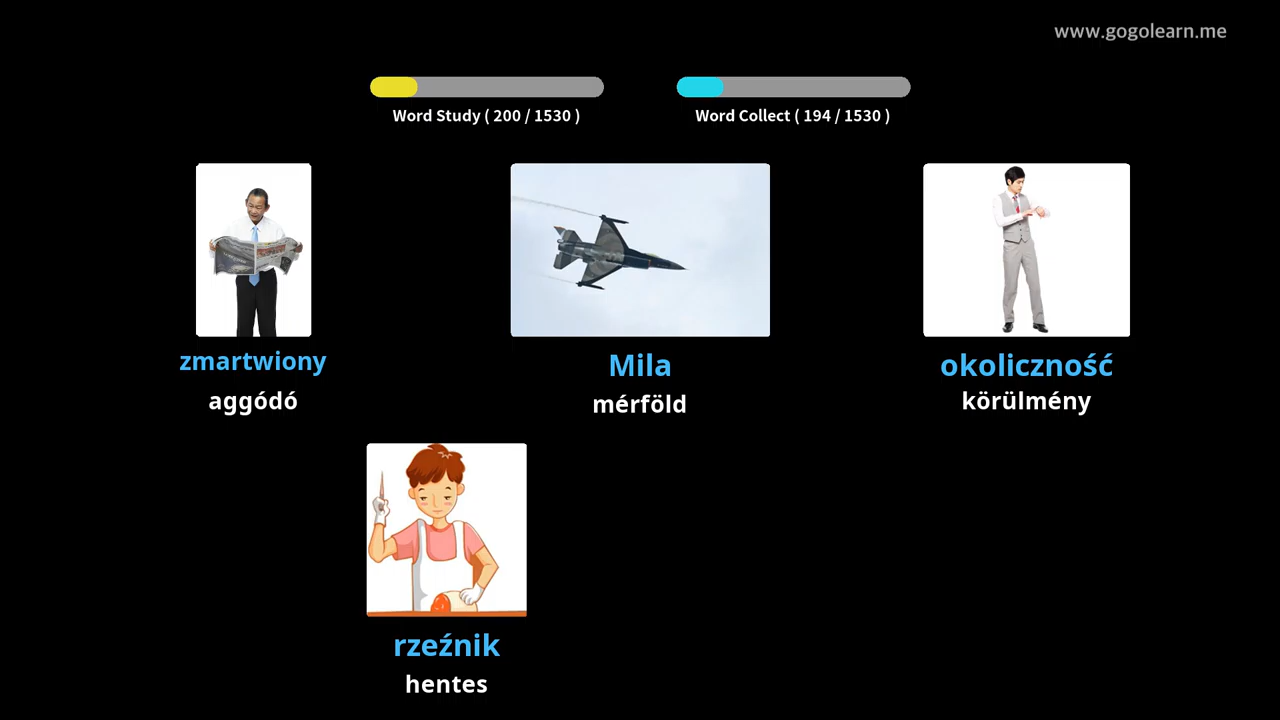 www.gogolearn.me
Word Study ( 200 / 1530 )
Word Collect ( 194 / 1530 )
zmartwiony
aggódó
Mila
mérföld
okoliczność
körülmény
rzeźnik
hentes